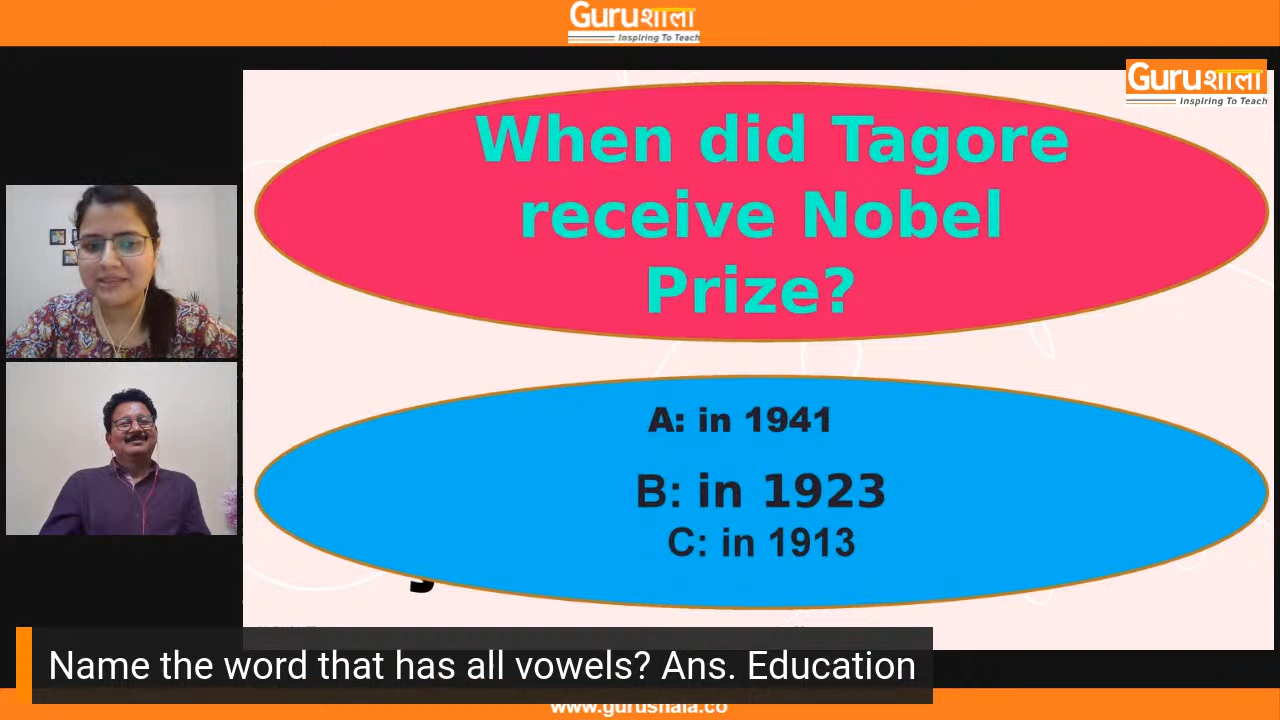 Guruशाला
Inspiring To Teach
Guruशाला
Inspiring To Teach
When did Tagore
receive Nobel
Prize?
A: in 1941
B: in 1923
C: in 1913
Name the word that has all vowels? Ans. Education
www.gurushala.co